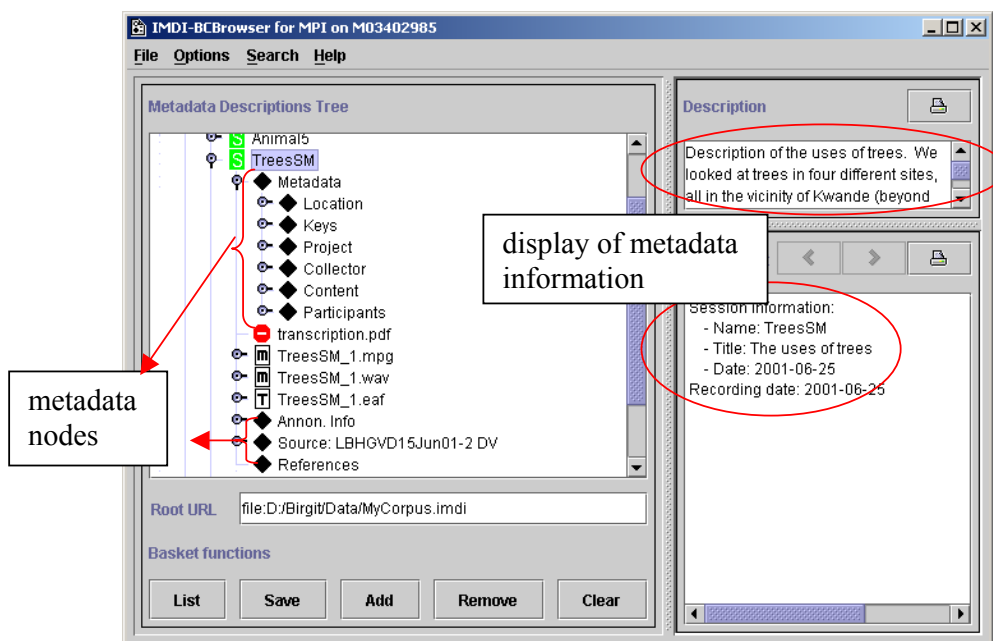 IMDI-BCBrowser for MPI on M03402985
File Options Search Help
Metadata Descriptions Tree
S Animal5
S TreesSM
Metadata
Location
Keys
Project
Collector
Content
Participants
transcription.pdf
m TreesSM_1.mpg
m TreesSM_1.wav
T TreesSM_1.eaf
Annon. Info
Source: LBHGVD15Jun01-2 DV
References
Root URL file:D:/Birgit/Data/MyCorpus.imdi
Basket functions
List Save Add Remove Clear
Description
Description of the uses of trees. We
looked at trees in four different sites,
all in the vicinity of Kwande (beyond
display of metadata
information
Session Information:
- Name: TreesSM
- Title: The uses of trees
- Date: 2001-06-25
Recording date: 2001-06-25
metadata
nodes